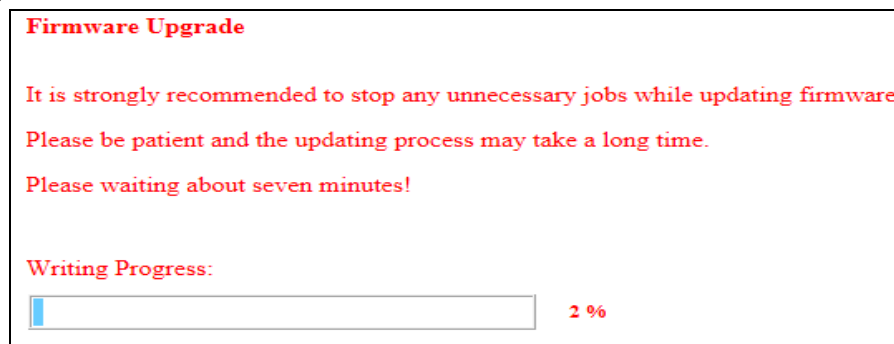 Firmware Upgrade
It is strongly recommended to stop any unnecessary jobs while updating firmware
Please be patient and the updating process may take a long time.
Please waiting about seven minutes!
Writing Progress:
2 %